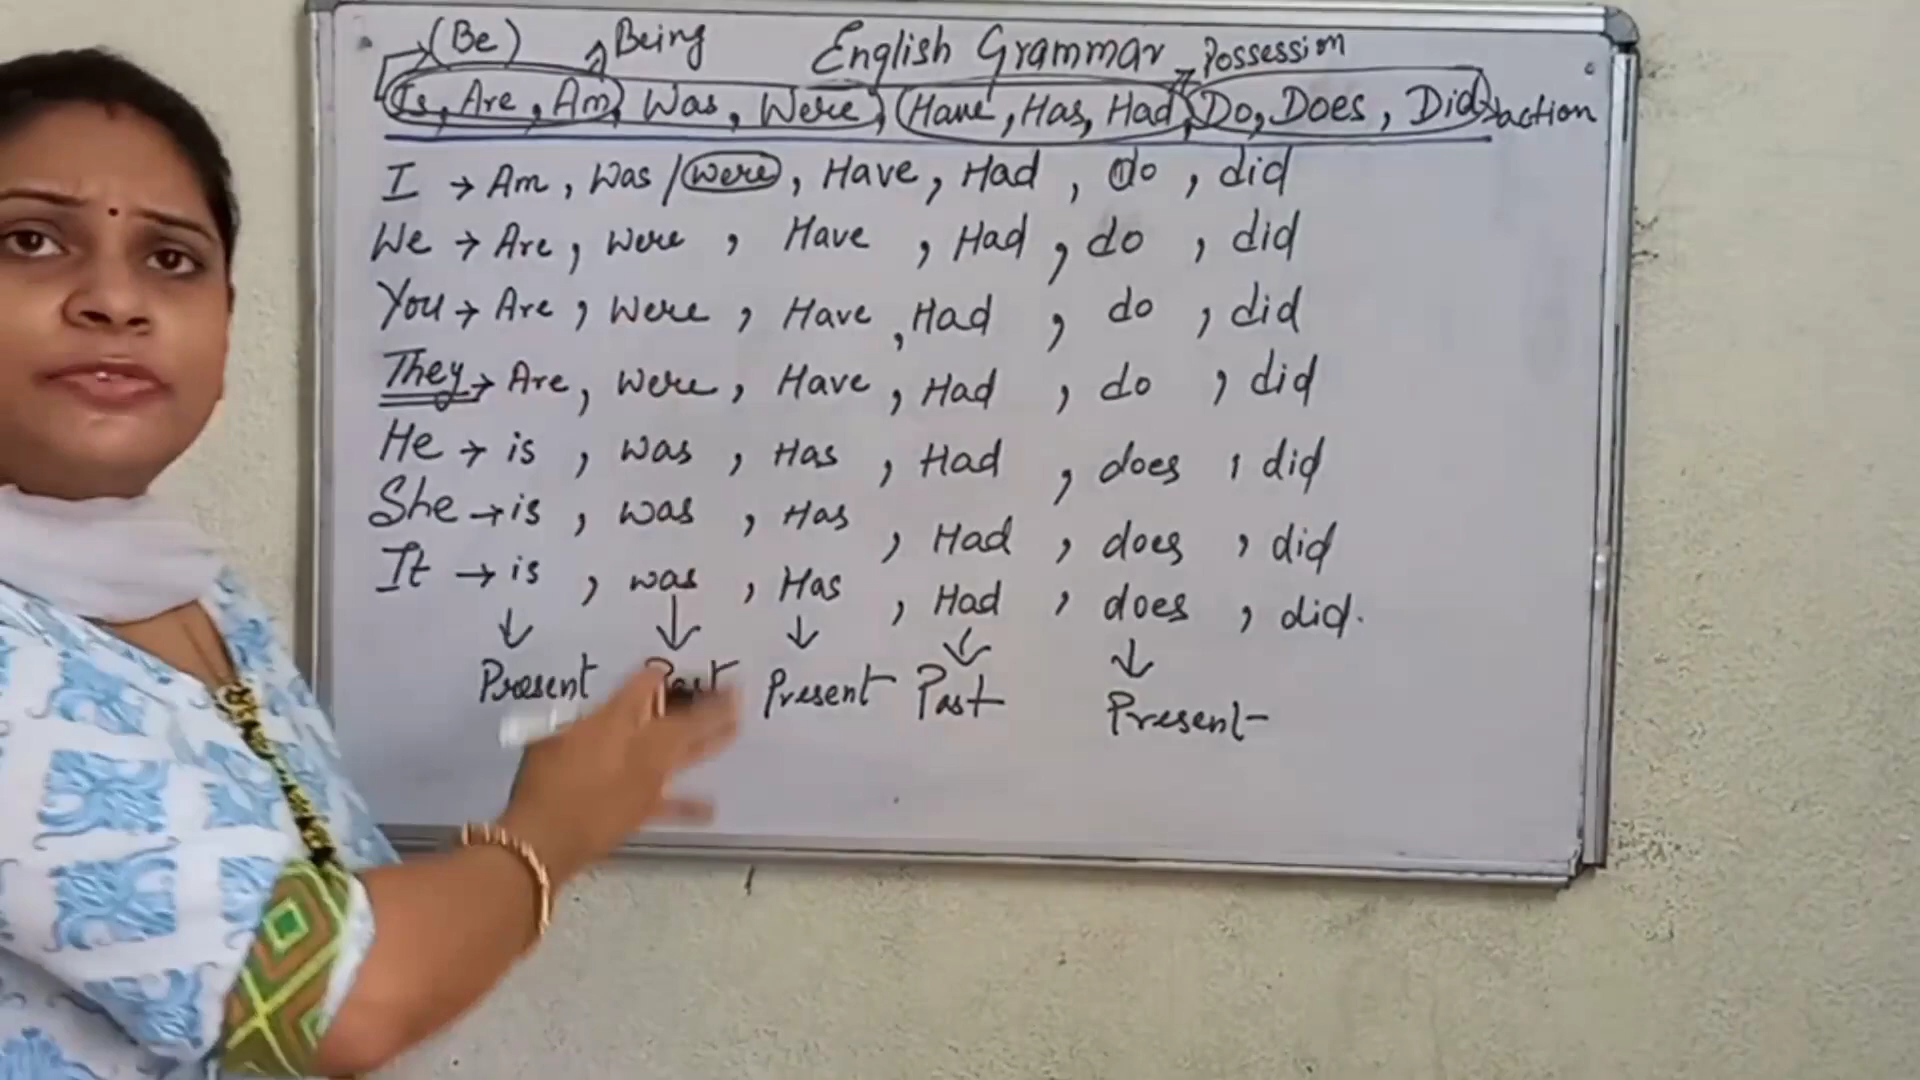 (Be) Being English Grammar Possession
Is, Are, Am, Was, Were, (Have, Has, Had, Do, Does, Did → action
I → Am, Was / were, Have, Had, do, did
We → Are, Were, Have, Had, do, did
You → Are, Were, Have, Had, do, did
They → Are, Were, Have, Had, do, did
He → is, was, Has, Had, does, did
She → is, was, Has, Had, does, did
It → is, was, Has, Had, does, did.
Present Past Present Past Present